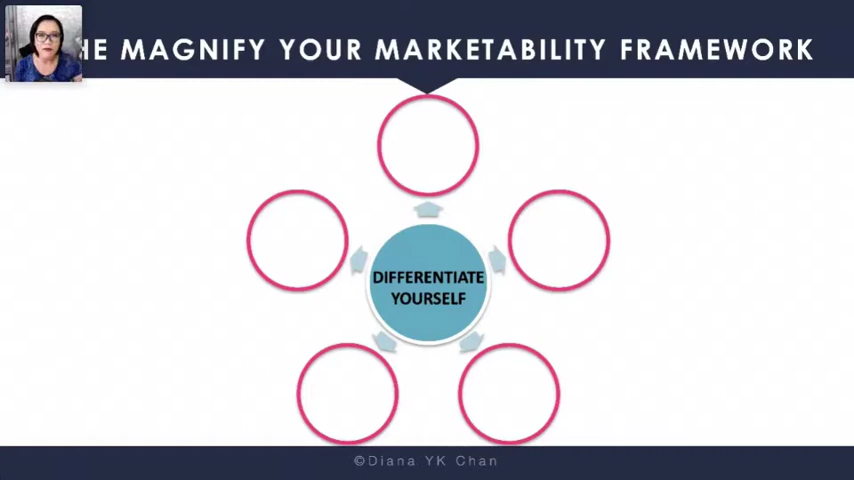 HE MAGNIFY YOUR MARKETABILITY FRAMEWORK
DIFFERENTIATE
YOURSELF
©Diana YK Chan